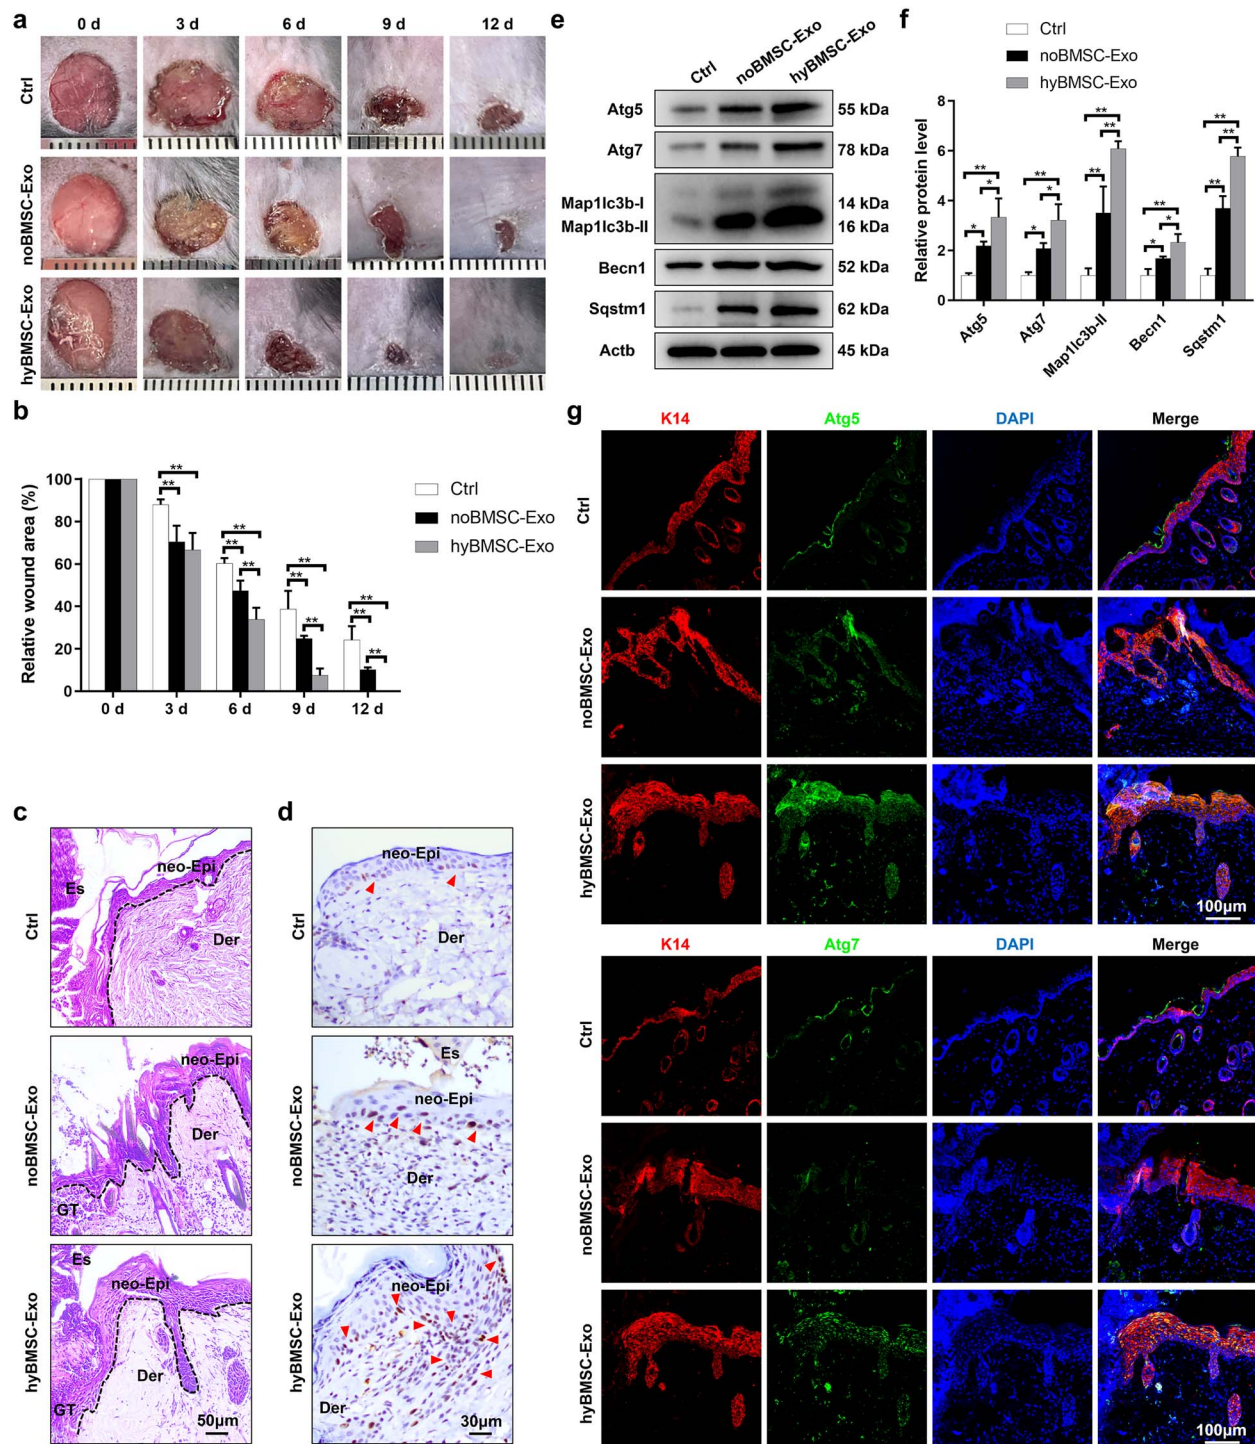 a
0 d 3 d 6 d 9 d 12 d
Ctrl
noBMSC-Exo
hyBMSC-Exo
b
Relative wound area (%)
100
80
60
40
20
0
** **
** ** **
** ** **
** ** **
0 d 3 d 6 d 9 d 12 d
Ctrl
noBMSC-Exo
hyBMSC-Exo
c
Ctrl
Es
neo-Epi
Der
noBMSC-Exo
neo-Epi
Der
GT
hyBMSC-Exo
Es
neo-Epi
Der
GT
50μm
d
Ctrl
neo-Epi
Der
noBMSC-Exo
Es
neo-Epi
Der
hyBMSC-Exo
neo-Epi
Der
30μm
e
Ctrl noBMSC-Exo hyBMSC-Exo
Atg5 55 kDa
Atg7 78 kDa
Map1lc3b-I 14 kDa
Map1lc3b-II 16 kDa
Becn1 52 kDa
Sqstm1 62 kDa
Actb 45 kDa
f
Ctrl
noBMSC-Exo
hyBMSC-Exo
Relative protein level
8
6
4
2
0
** * *
** * *
** ** **
** * *
** ** **
Atg5 Atg7 Map1lc3b-II Becn1 Sqstm1
g
K14 Atg5 DAPI Merge
Ctrl
noBMSC-Exo
hyBMSC-Exo
100μm
K14 Atg7 DAPI Merge
Ctrl
noBMSC-Exo
hyBMSC-Exo
100μm